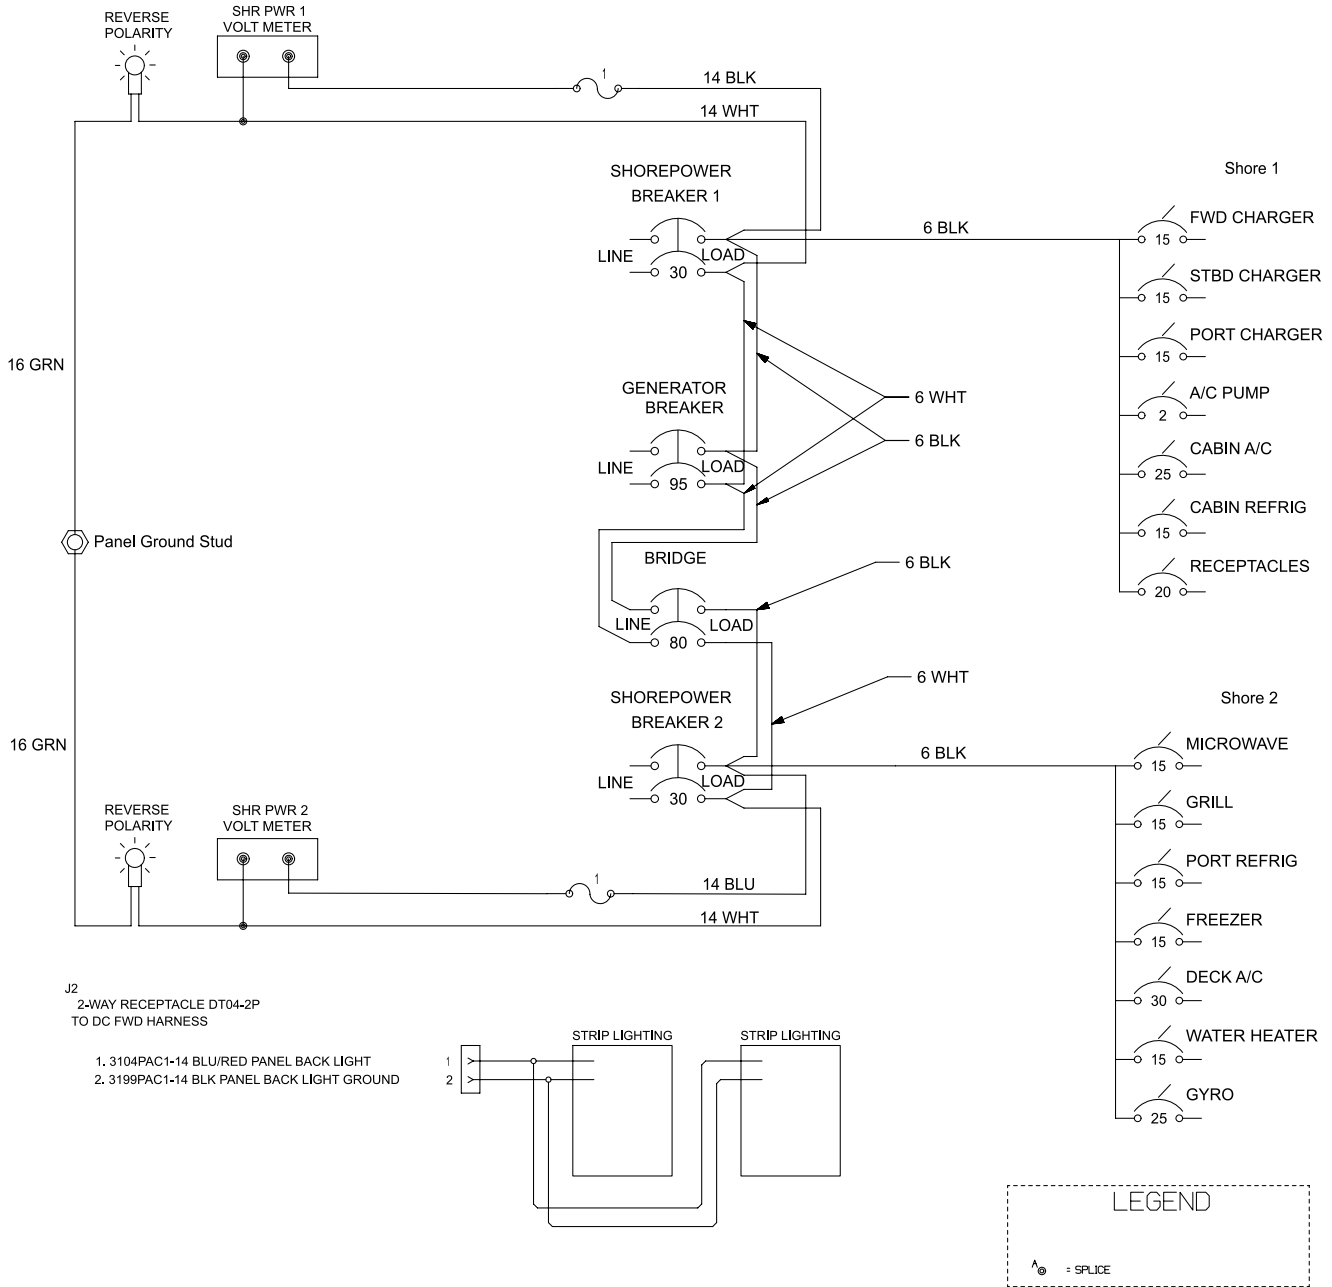 REVERSE
POLARITY
SHR PWR 1
VOLT METER
1
14 BLK
14 WHT
SHOREPOWER
BREAKER 1
LINE
LOAD
30
6 BLK
Shore 1
FWD CHARGER
15
STBD CHARGER
15
PORT CHARGER
15
A/C PUMP
2
CABIN A/C
25
CABIN REFRIG
15
RECEPTACLES
20
16 GRN
GENERATOR
BREAKER
LINE
LOAD
95
6 WHT
6 BLK
Panel Ground Stud
BRIDGE
LINE
LOAD
80
6 BLK
6 WHT
SHOREPOWER
BREAKER 2
LINE
LOAD
30
6 BLK
Shore 2
MICROWAVE
15
GRILL
15
PORT REFRIG
15
FREEZER
15
DECK A/C
30
WATER HEATER
15
GYRO
25
16 GRN
REVERSE
POLARITY
SHR PWR 2
VOLT METER
1
14 BLU
14 WHT
J2
2-WAY RECEPTACLE DT04-2P
TO DC FWD HARNESS
1. 3104PAC1-14 BLU/RED PANEL BACK LIGHT
2. 3199PAC1-14 BLK PANEL BACK LIGHT GROUND
1
2
STRIP LIGHTING
STRIP LIGHTING
LEGEND
A
= SPLICE